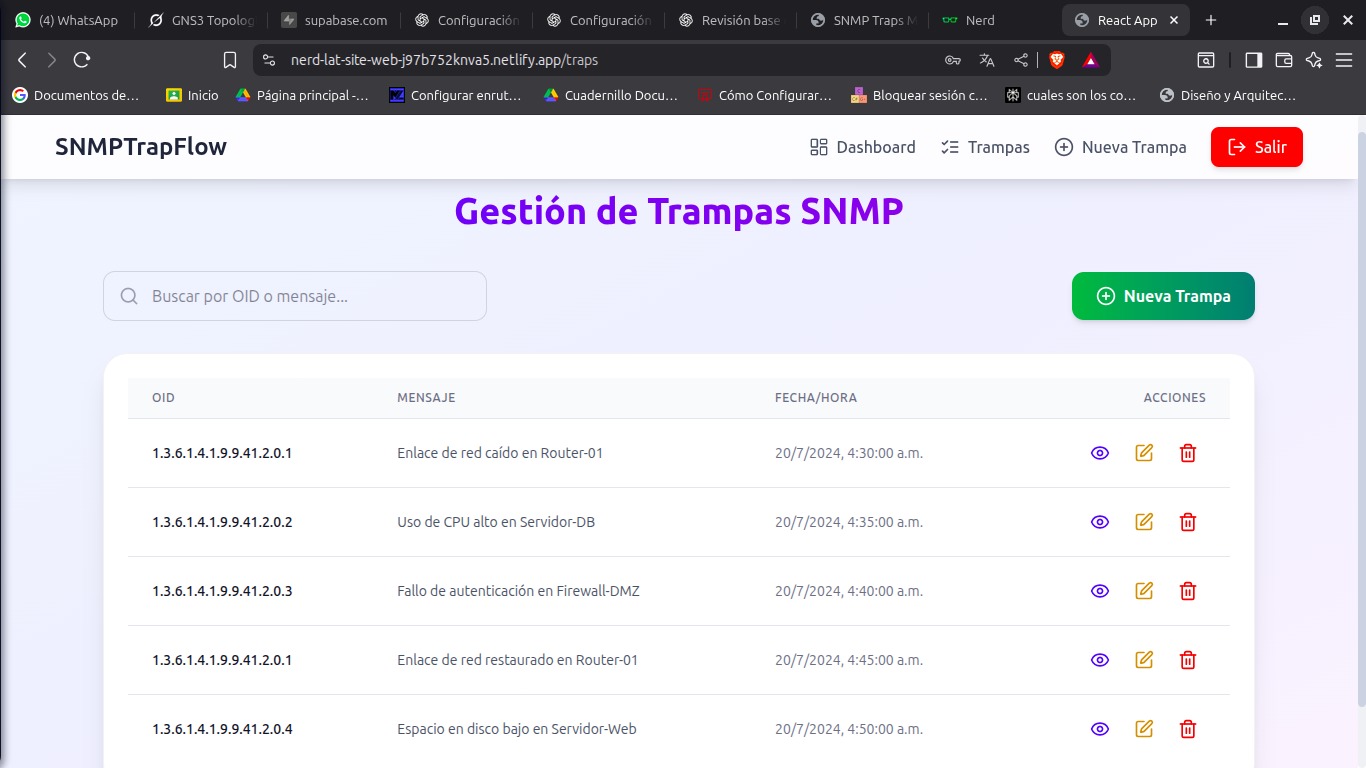 (4) WhatsApp
GNS3 Topolog
supabase.com
Configuración
Configuración
Revisión base
SNMP Traps M
Nerd
React App
nerd-lat-site-web-j97b752knva5.netlify.app/traps
Documentos de...
Inicio
Página principal -...
Configurar enrut...
Cuadernillo Docu...
Cómo Configurar...
Bloquear sesión c...
cuales son los co...
Diseño y Arquitec...
SNMPTrapFlow
Dashboard
Trampas
Nueva Trampa
Salir
Gestión de Trampas SNMP
Buscar por OID o mensaje...
Nueva Trampa
OID MENSAJE FECHA/HORA ACCIONES
1.3.6.1.4.1.9.9.41.2.0.1 Enlace de red caído en Router-01 20/7/2024, 4:30:00 a.m.
1.3.6.1.4.1.9.9.41.2.0.2 Uso de CPU alto en Servidor-DB 20/7/2024, 4:35:00 a.m.
1.3.6.1.4.1.9.9.41.2.0.3 Fallo de autenticación en Firewall-DMZ 20/7/2024, 4:40:00 a.m.
1.3.6.1.4.1.9.9.41.2.0.1 Enlace de red restaurado en Router-01 20/7/2024, 4:45:00 a.m.
1.3.6.1.4.1.9.9.41.2.0.4 Espacio en disco bajo en Servidor-Web 20/7/2024, 4:50:00 a.m.